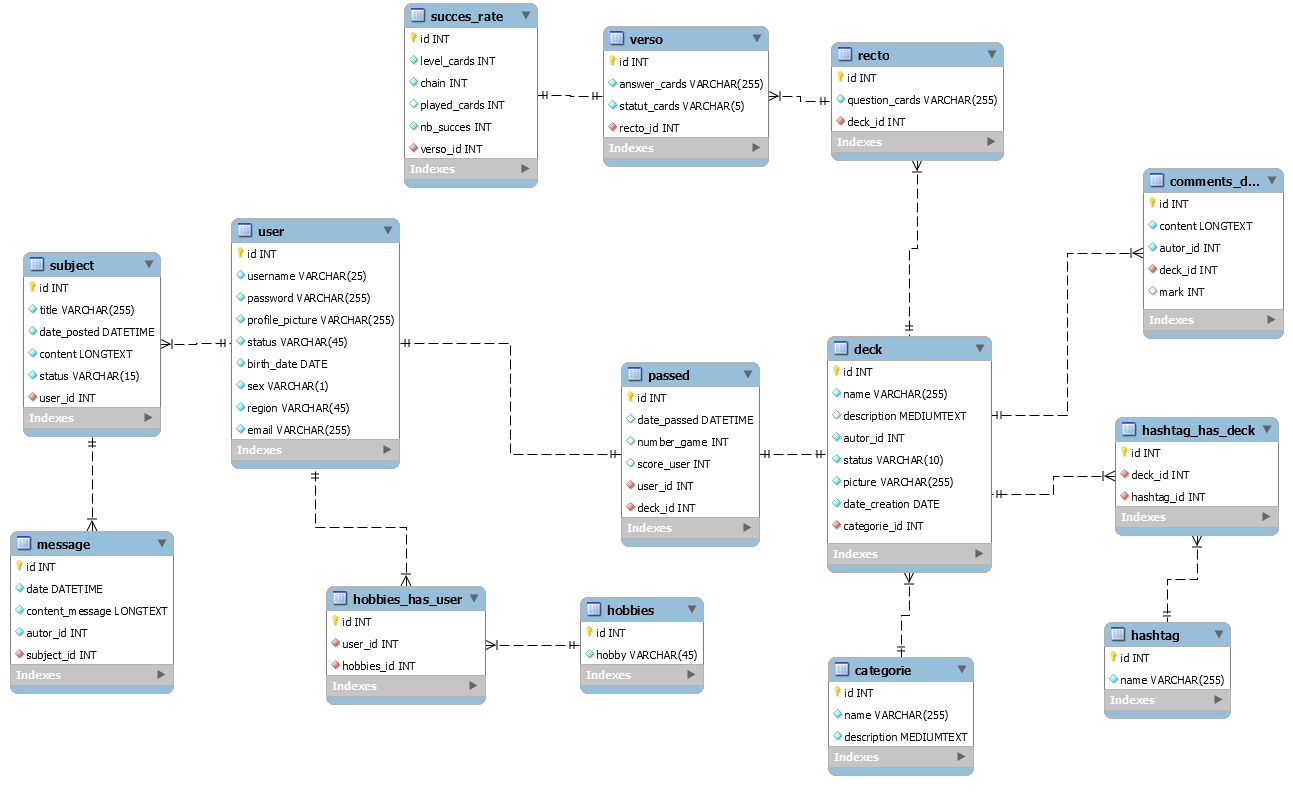 succes_rate
id INT
level_cards INT
chain INT
played_cards INT
nb_succes INT
verso_id INT
Indexes
verso
id INT
answer_cards VARCHAR(255)
statut_cards VARCHAR(5)
recto_id INT
Indexes
recto
id INT
question_cards VARCHAR(255)
deck_id INT
Indexes
comments_d...
id INT
content LONGTEXT
autor_id INT
deck_id INT
mark INT
Indexes
user
id INT
username VARCHAR(25)
password VARCHAR(255)
profile_picture VARCHAR(255)
status VARCHAR(45)
birth_date DATE
sex VARCHAR(1)
region VARCHAR(45)
email VARCHAR(255)
Indexes
subject
id INT
title VARCHAR(255)
date_posted DATETIME
content LONGTEXT
status VARCHAR(15)
user_id INT
Indexes
passed
id INT
date_passed DATETIME
number_game INT
score_user INT
user_id INT
deck_id INT
Indexes
deck
id INT
name VARCHAR(255)
description MEDIUMTEXT
autor_id INT
status VARCHAR(10)
picture VARCHAR(255)
date_creation DATE
categorie_id INT
Indexes
hashtag_has_deck
id INT
deck_id INT
hashtag_id INT
Indexes
message
id INT
date DATETIME
content_message LONGTEXT
autor_id INT
subject_id INT
Indexes
hobbies_has_user
id INT
user_id INT
hobbies_id INT
Indexes
hobbies
id INT
hobby VARCHAR(45)
Indexes
categorie
id INT
name VARCHAR(255)
description MEDIUMTEXT
Indexes
hashtag
id INT
name VARCHAR(255)
Indexes